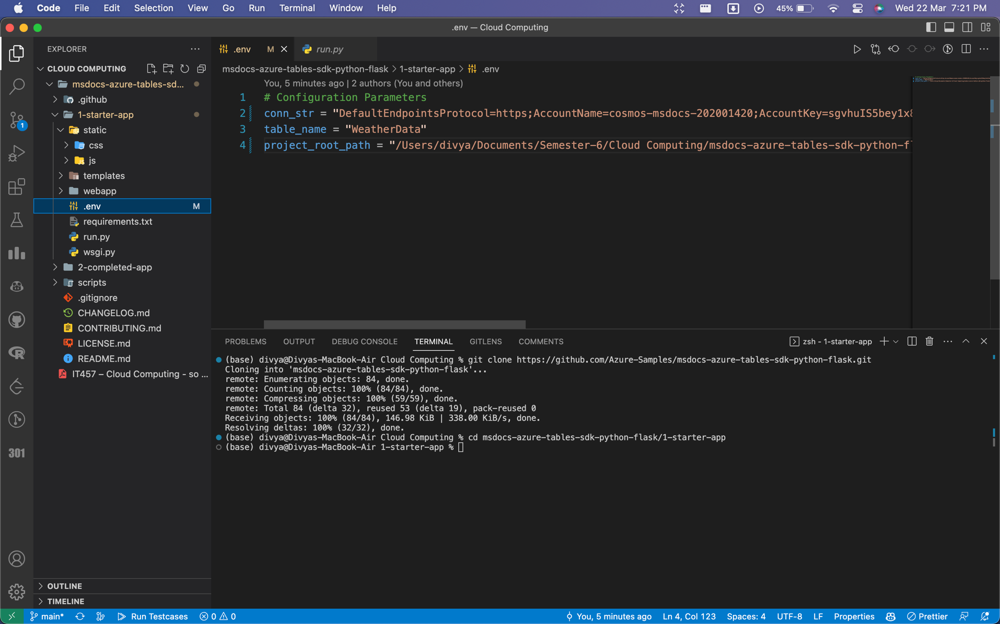 Code File Edit Selection View Go Run Terminal Window Help 45% Wed 22 Mar 7:21 PM
.env — Cloud Computing
EXPLORER
CLOUD COMPUTING
msdocs-azure-tables-sd...
.github
1-starter-app
static
css
js
templates
webapp
.env M
requirements.txt
run.py
wsgi.py
2-completed-app
scripts
.gitignore
CHANGELOG.md
CONTRIBUTING.md
LICENSE.md
README.md
IT457 – Cloud Computing - so ...
OUTLINE
TIMELINE
1
301
.env M run.py
msdocs-azure-tables-sdk-python-flask > 1-starter-app > .env
You, 5 minutes ago | 2 authors (You and others)
1 # Configuration Parameters
2 conn_str = "DefaultEndpointsProtocol=https;AccountName=cosmos-msdocs-202001420;AccountKey=sgvhuIS5bey1x8
3 table_name = "WeatherData"
4 project_root_path = "/Users/divya/Documents/Semester-6/Cloud Computing/msdocs-azure-tables-sdk-python-fl
PROBLEMS OUTPUT DEBUG CONSOLE TERMINAL GITLENS COMMENTS zsh - 1-starter-app
(base) divya@Divyas-MacBook-Air Cloud Computing % git clone https://github.com/Azure-Samples/msdocs-azure-tables-sdk-python-flask.git
Cloning into 'msdocs-azure-tables-sdk-python-flask'...
remote: Enumerating objects: 84, done.
remote: Counting objects: 100% (84/84), done.
remote: Compressing objects: 100% (59/59), done.
remote: Total 84 (delta 32), reused 53 (delta 19), pack-reused 0
Receiving objects: 100% (84/84), 146.98 KiB | 338.00 KiB/s, done.
Resolving deltas: 100% (32/32), done.
(base) divya@Divyas-MacBook-Air Cloud Computing % cd msdocs-azure-tables-sdk-python-flask/1-starter-app
(base) divya@Divyas-MacBook-Air 1-starter-app %
main* Run Testcases 0 0 You, 5 minutes ago Ln 4, Col 123 Spaces: 4 UTF-8 LF Properties Prettier